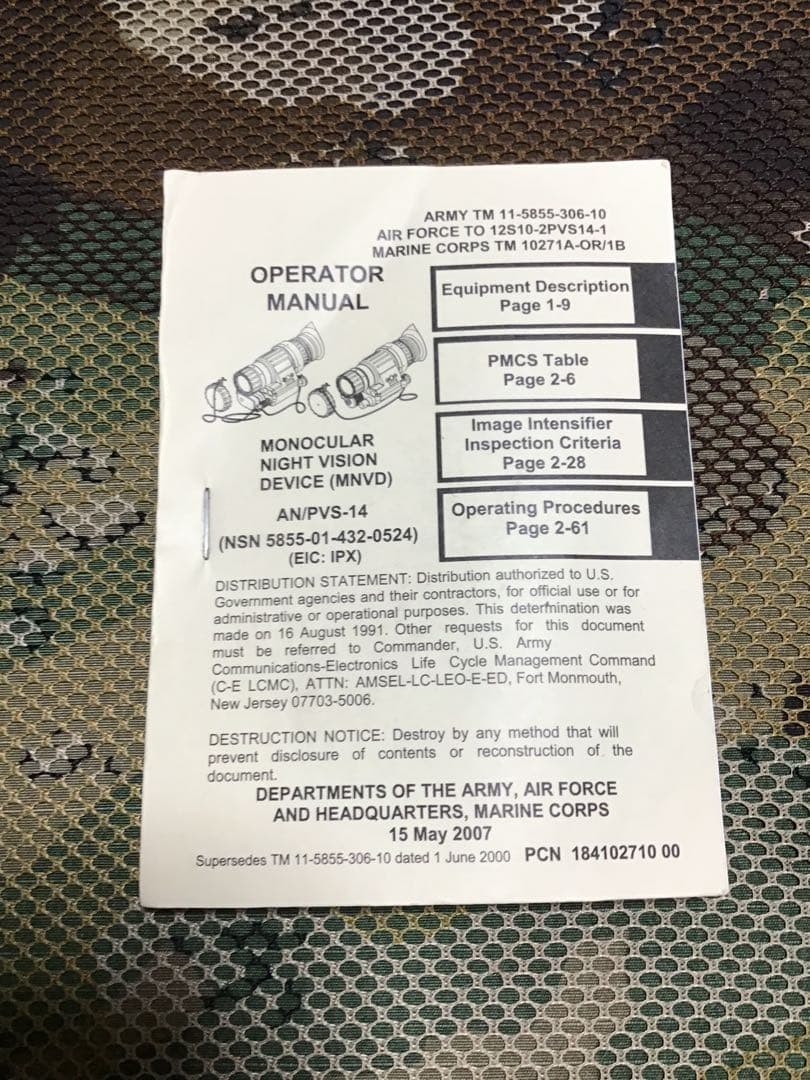 ARMY TM 11-5855-306-10
AIR FORCE TO 12S10-2PVS14-1
MARINE CORPS TM 10271A-OR/1B
OPERATOR
MANUAL
Equipment Description
Page 1-9
PMCS Table
Page 2-6
Image Intensifier
Inspection Criteria
Page 2-28
Operating Procedures
Page 2-61
MONOCULAR
NIGHT VISION
DEVICE (MNVD)
AN/PVS-14
(NSN 5855-01-432-0524)
(EIC: IPX)
DISTRIBUTION STATEMENT: Distribution authorized to U.S.
Government agencies and their contractors, for official use or for
administrative or operational purposes. This determination was
made on 16 August 1991. Other requests for this document
must be referred to Commander, U.S. Army
Communications-Electronics Life Cycle Management Command
(C-E LCMC), ATTN: AMSEL-LC-LEO-E-ED, Fort Monmouth,
New Jersey 07703-5006.
DESTRUCTION NOTICE: Destroy by any method that will
prevent disclosure of contents or reconstruction of the
document.
DEPARTMENTS OF THE ARMY, AIR FORCE
AND HEADQUARTERS, MARINE CORPS
15 May 2007
Supersedes TM 11-5855-306-10 dated 1 June 2000 PCN 184102710 00